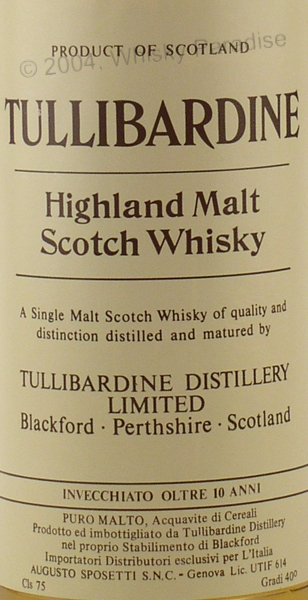 PRODUCT OF SCOTLAND
© 2004, Whisky Paradise
TULLIBARDINE
Highland Malt
Scotch Whisky
A Single Malt Scotch Whisky of quality and
distinction distilled and matured by
TULLIBARDINE DISTILLERY
LIMITED
Blackford · Perthshire · Scotland
INVECCHIATO OLTRE 10 ANNI
PURO MALTO, Acquavite di Cereali
Prodotto ed imbottigliato da Tullibardine Distillery
nel proprio Stabilimento di Blackford
Importatori Distributori esclusivi per L'Italia
AUGUSTO SPOSETTI S.N.C. - Genova Lic. UTIF 614
Cls 75 Gradi 40º